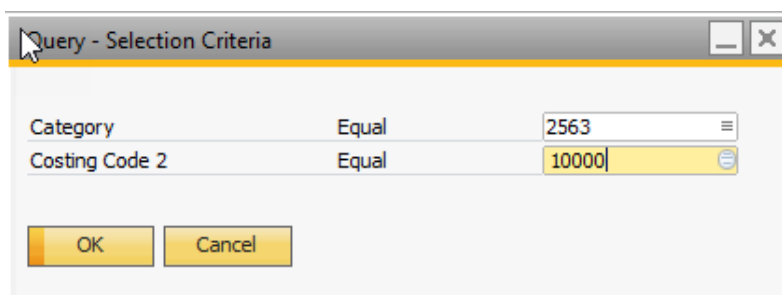 Query - Selection Criteria
Category Equal 2563
Costing Code 2 Equal 10000
OK Cancel